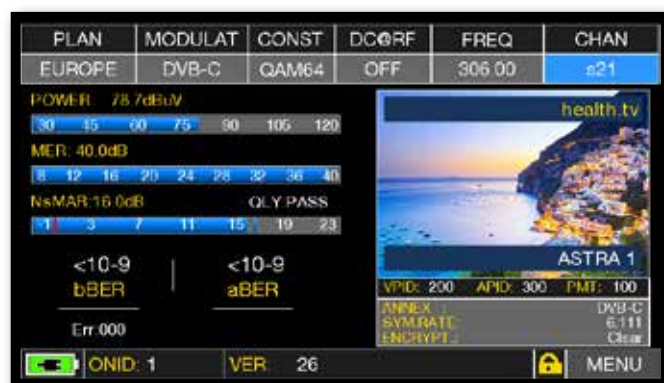 PLAN MODULAT CONST DC@RF FREQ CHAN
EUROPE DVB-C QAM64 OFF 306.00 s21
POWER: 78.7dBuV
30 45 60 75 90 105 120
MER: 40.0dB
8 12 16 20 24 28 32 36 40
NsMAR:16.0dB QLY:PASS
-1 3 7 11 15 19 23
<10-9 <10-9
bBER aBER
Err:000
health.tv
ASTRA 1
VPID: 200 APID: 300 PMT: 100
ANNEX : DVB-C
SYM.RATE: 6.111
ENCRYPT.: Clear
ONID: 1 VER: 26 MENU